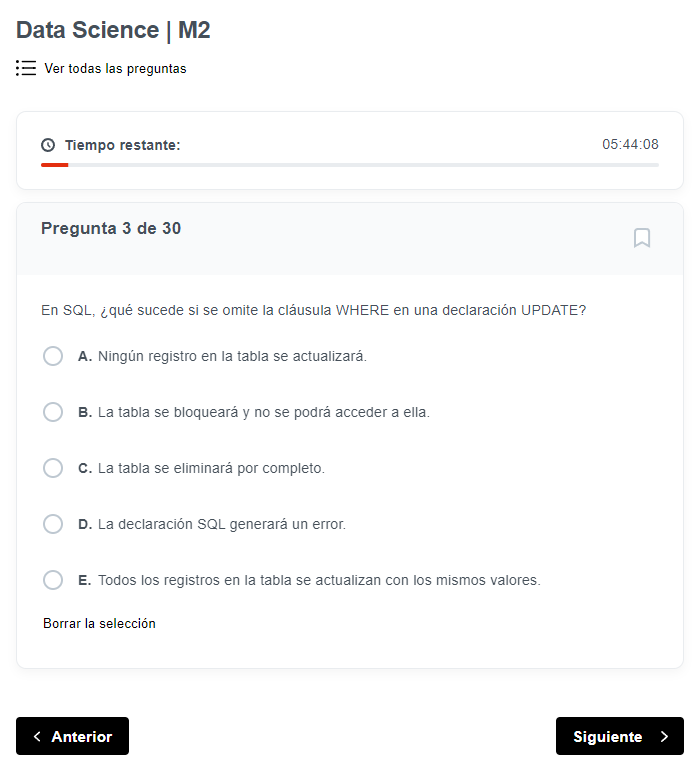 Data Science | M2
Ver todas las preguntas
Tiempo restante: 05:44:08
Pregunta 3 de 30
En SQL, ¿qué sucede si se omite la cláusula WHERE en una declaración UPDATE?
A. Ningún registro en la tabla se actualizará.
B. La tabla se bloqueará y no se podrá acceder a ella.
C. La tabla se eliminará por completo.
D. La declaración SQL generará un error.
E. Todos los registros en la tabla se actualizan con los mismos valores.
Borrar la selección
Anterior
Siguiente